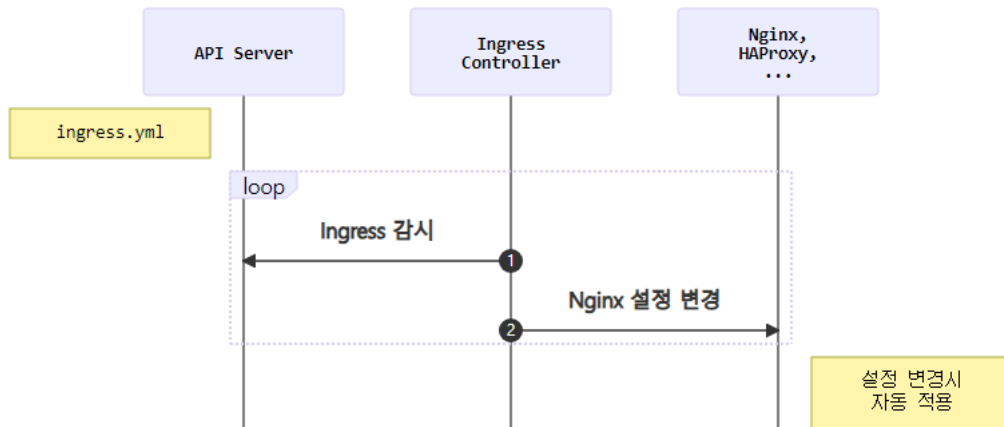 API Server
Ingress
Controller
Nginx,
HAProxy,
...
ingress.yml
loop
Ingress 감시
1
Nginx 설정 변경
2
설정 변경시
자동 적용